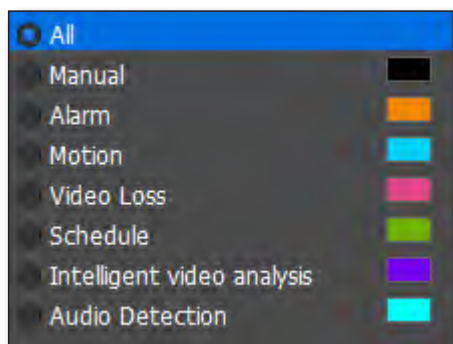 All
Manual
Alarm
Motion
Video Loss
Schedule
Intelligent video analysis
Audio Detection